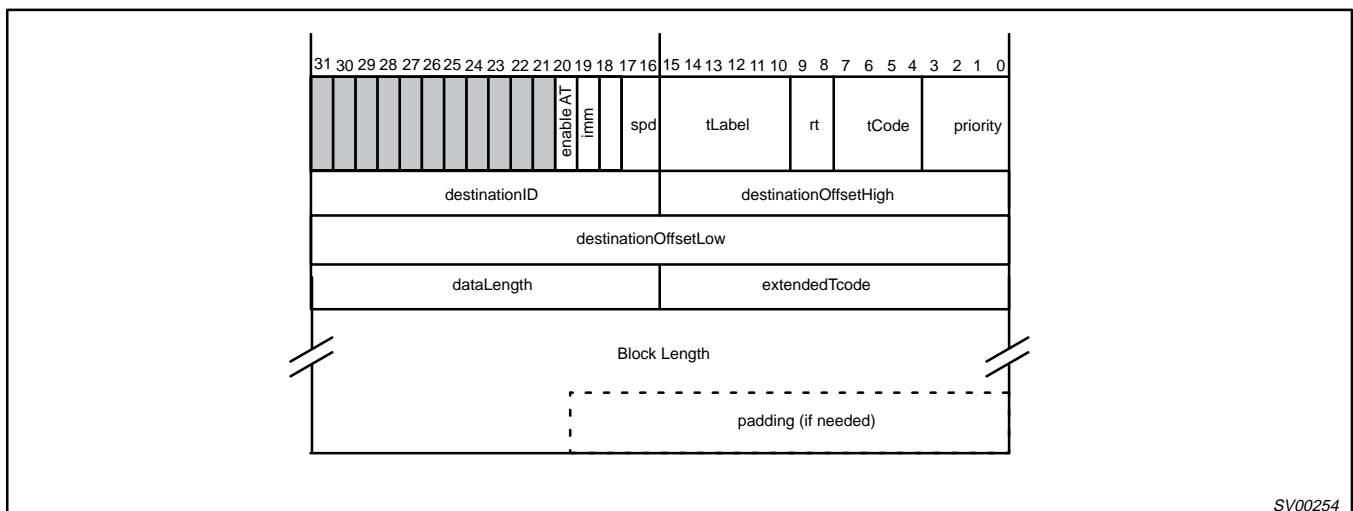 31 30 29 28 27 26 25 24 23 22 21 20 19 18 17 16 15 14 13 12 11 10 9 8 7 6 5 4 3 2 1 0
enable AT imm spd tLabel rt tCode priority
destinationID destinationOffsetHigh
destinationOffsetLow
dataLength extendedTcode
Block Length
padding (if needed)
SV00254